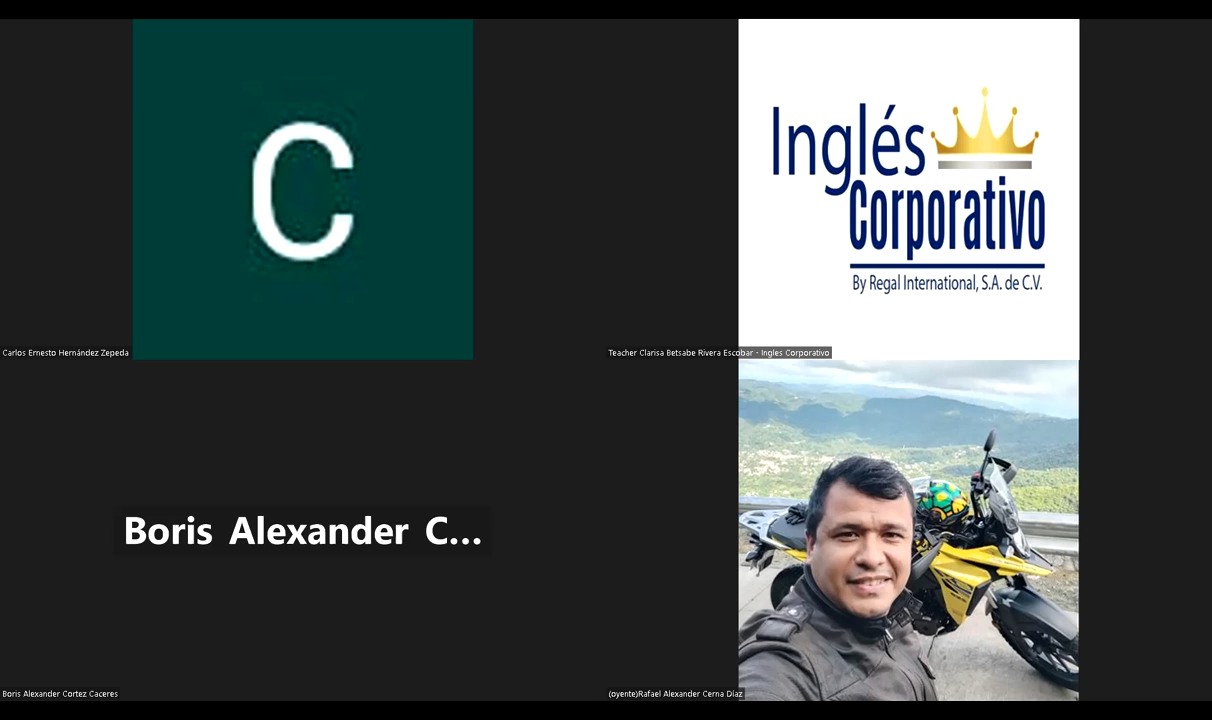 C
Inglés
Corporativo
By Regal International, S.A. de C.V.
Carlos Ernesto Hernández Zepeda
Teacher Clarisa Betsabe Rivera Escobar - Ingles Corporativo
Boris Alexander C...
Boris Alexander Cortez Caceres
(oyente)Rafael Alexander Cerna Díaz